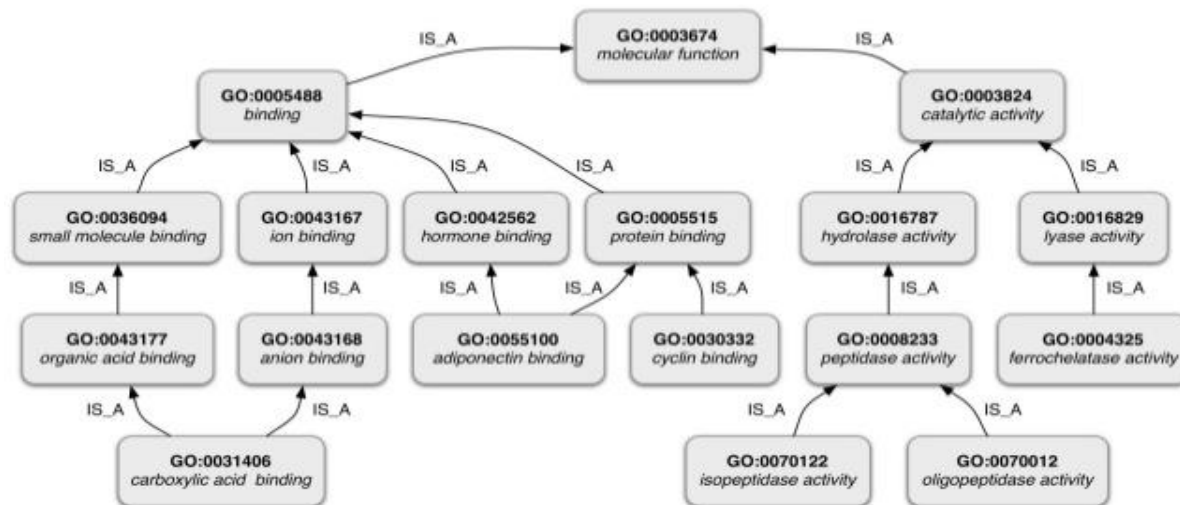 IS_A
GO:0003674
molecular function
IS_A
GO:0005488
binding
GO:0003824
catalytic activity
IS_A
IS_A
IS_A
IS_A
IS_A
IS_A
GO:0036094
small molecule binding
GO:0043167
ion binding
GO:0042562
hormone binding
GO:0005515
protein binding
GO:0016787
hydrolase activity
GO:0016829
lyase activity
IS_A
IS_A
IS_A
IS_A
IS_A
IS_A
IS_A
GO:0043177
organic acid binding
GO:0043168
anion binding
GO:0055100
adiponectin binding
GO:0030332
cyclin binding
GO:0008233
peptidase activity
GO:0004325
ferrochelatase activity
IS_A
IS_A
IS_A
IS_A
GO:0031406
carboxylic acid binding
GO:0070122
isopeptidase activity
GO:0070012
oligopeptidase activity